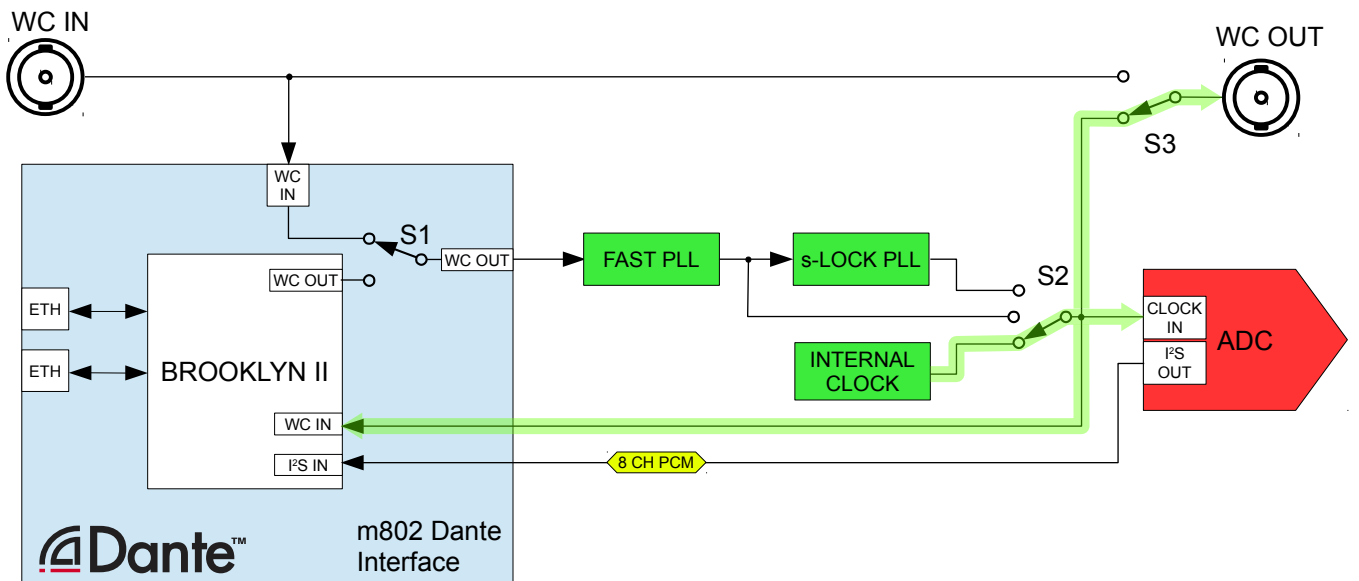 WC IN
WC OUT
S3
WC
IN
S1
WC OUT
FAST PLL
s-LOCK PLL
S2
WC OUT
ETH
CLOCK
IN
ADC
INTERNAL
CLOCK
I²S
OUT
ETH
BROOKLYN II
WC IN
I²S IN
8 CH PCM
Dante™
m802 Dante
Interface